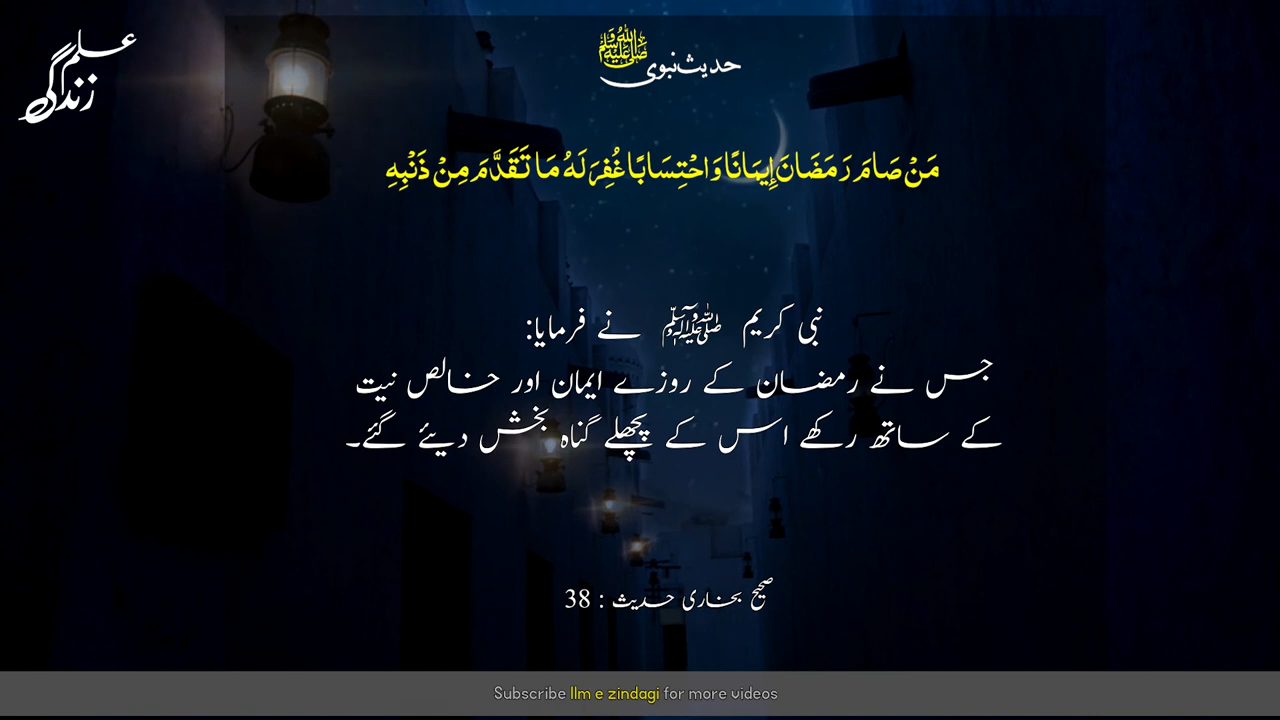 علم
زندگی
حدیث نبوی ﷺ
مَنْ صَامَ رَمَضَانَ إِيمَانًا وَاحْتِسَابًا غُفِرَ لَهُ مَا تَقَدَّمَ مِنْ ذَنْبِهِ
نبی کریم ﷺ نے فرمایا:
جس نے رمضان کے روزے ایمان اور خالص نیت
کے ساتھ رکھے اس کے پچھلے گناہ بخش دیئے گئے۔
صحیح بخاری حدیث : 38
Subscribe Ilm e zindagi for more videos